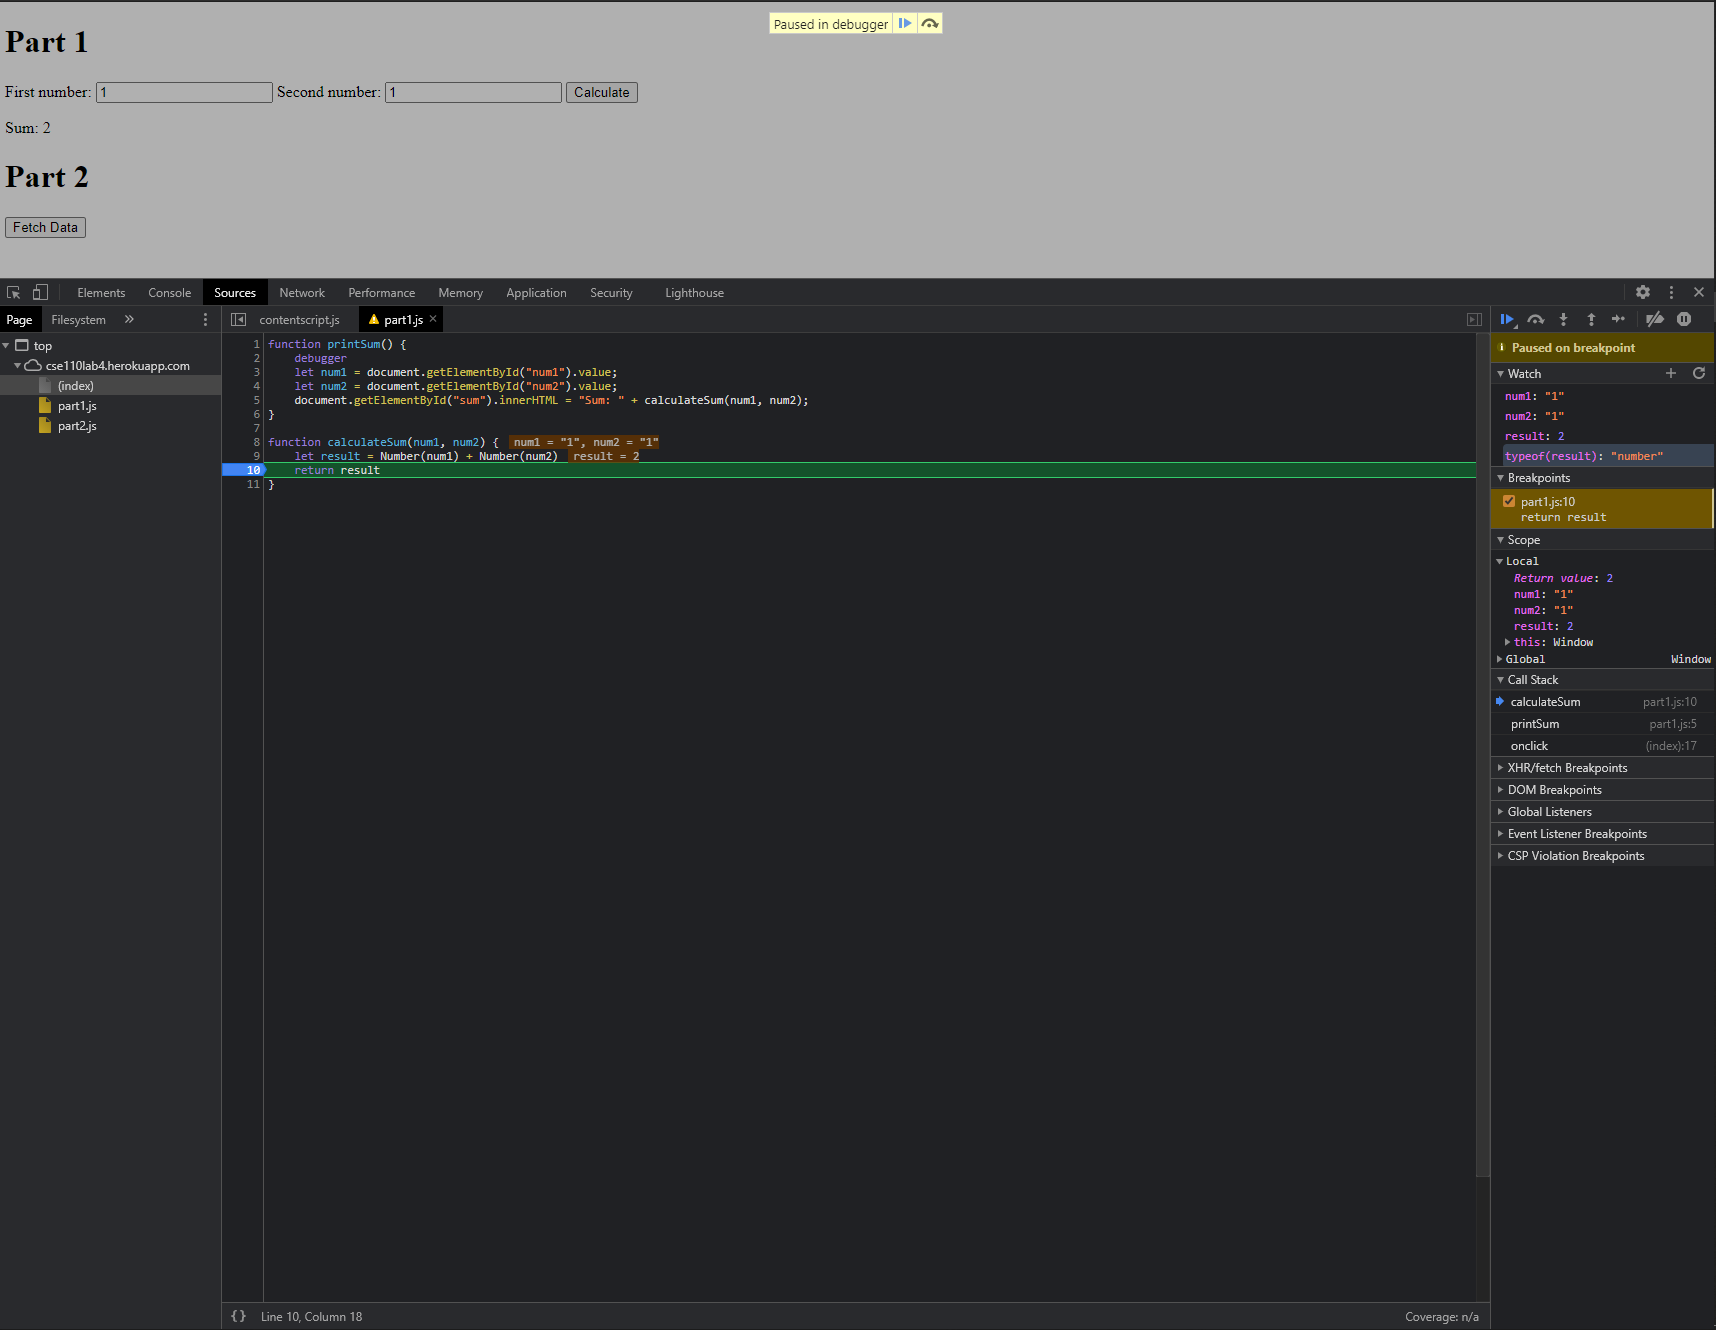 Paused in debugger
Part 1
First number: 1 Second number: 1 Calculate
Sum: 2
Part 2
Fetch Data
Elements Console Sources Network Performance Memory Application Security Lighthouse
Page Filesystem »
contentscript.js part1.js ×
top
cse110lab4.herokuapp.com
(index)
part1.js
part2.js
1 function printSum() {
2 debugger
3 let num1 = document.getElementById("num1").value;
4 let num2 = document.getElementById("num2").value;
5 document.getElementById("sum").innerHTML = "Sum: " + calculateSum(num1, num2);
6 }
7
8 function calculateSum(num1, num2) { num1 = "1", num2 = "1"
9 let result = Number(num1) + Number(num2) result = 2
10 return result
11 }
Paused on breakpoint
Watch
num1: "1"
num2: "1"
result: 2
typeof(result): "number"
Breakpoints
part1.js:10
return result
Scope
Local
Return value: 2
num1: "1"
num2: "1"
result: 2
this: Window
Global Window
Call Stack
calculateSum part1.js:10
printSum part1.js:5
onclick (index):17
XHR/fetch Breakpoints
DOM Breakpoints
Global Listeners
Event Listener Breakpoints
CSP Violation Breakpoints
{} Line 10, Column 18 Coverage: n/a